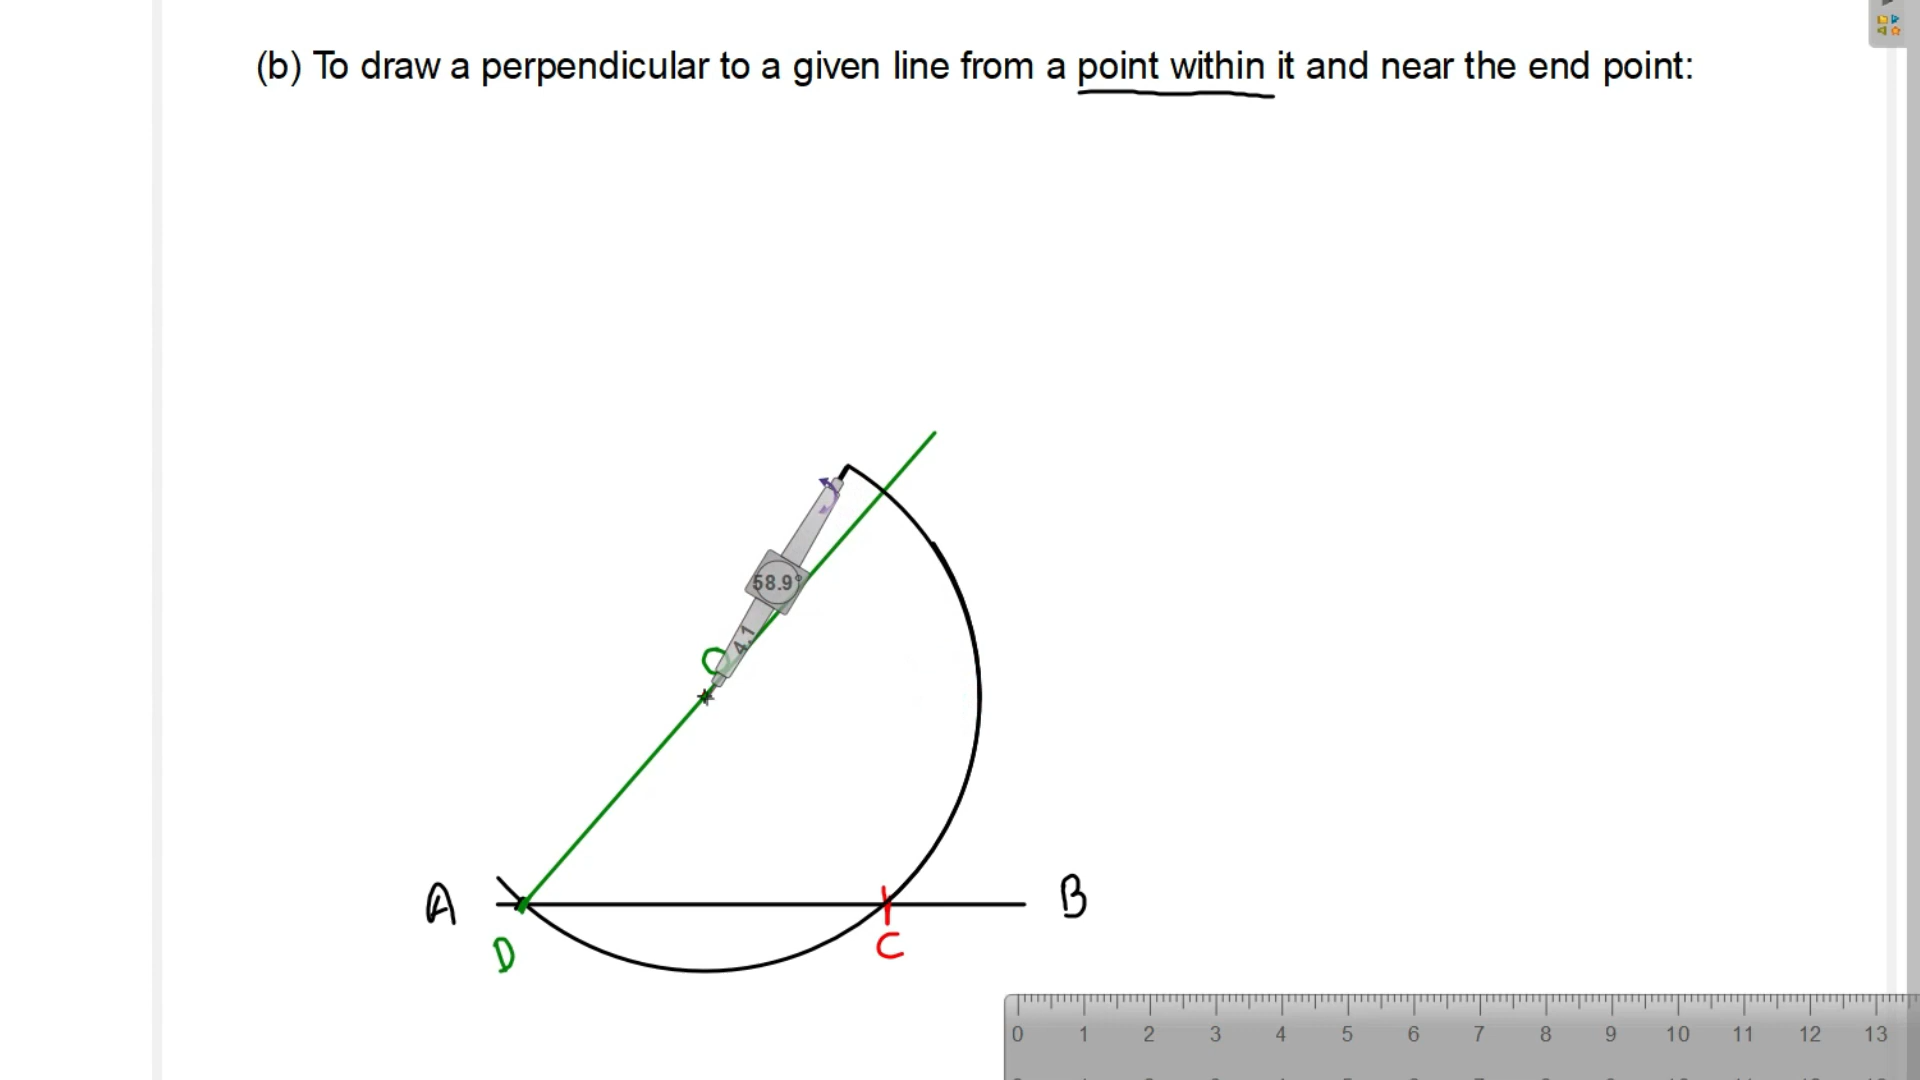 (b) To draw a perpendicular to a given line from a point within it and near the end point:
58.9°
4.1
O
A
B
D
C
0 1 2 3 4 5 6 7 8 9 10 11 12 13